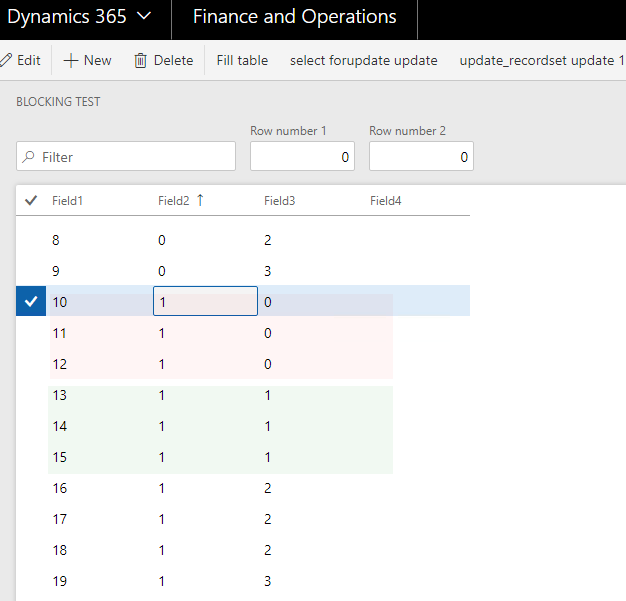 Dynamics 365 Finance and Operations
Edit New Delete Fill table select forupdate update update_recordset update 1
BLOCKING TEST
Row number 1 Row number 2
Filter 0 0
Field1 Field2 Field3 Field4
8 0 2
9 0 3
10 1 0
11 1 0
12 1 0
13 1 1
14 1 1
15 1 1
16 1 2
17 1 2
18 1 2
19 1 3